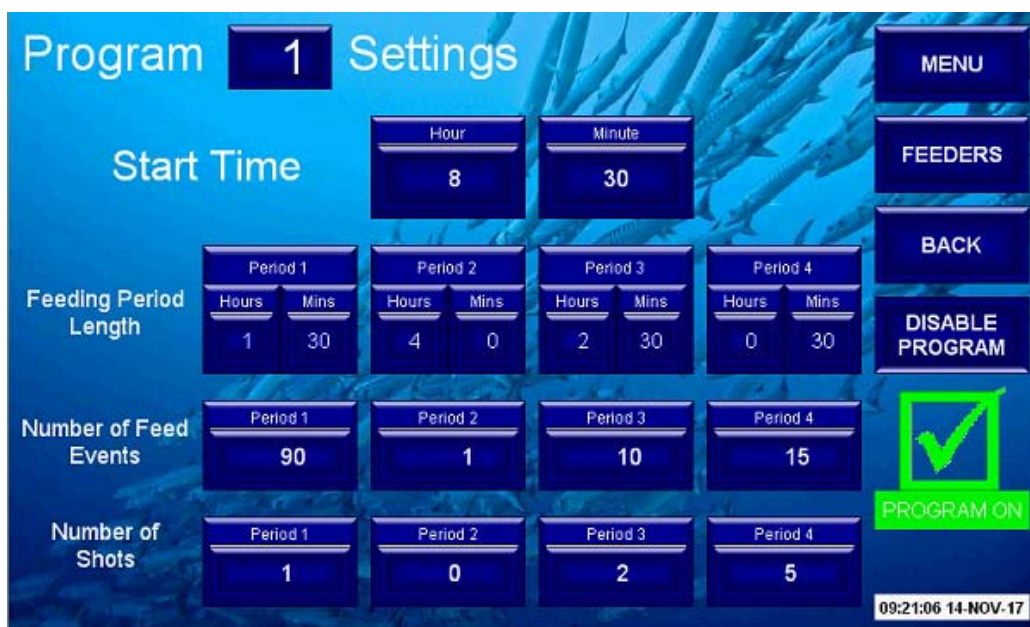 Program 1 Settings
MENU
Start Time
Hour
8
Minute
30
FEEDERS
BACK
Feeding Period
Length
Period 1
Hours Mins
1 30
Period 2
Hours Mins
4 0
Period 3
Hours Mins
2 30
Period 4
Hours Mins
0 30
DISABLE
PROGRAM
Number of Feed
Events
Period 1
90
Period 2
1
Period 3
10
Period 4
15
PROGRAM ON
Number of
Shots
Period 1
1
Period 2
0
Period 3
2
Period 4
5
09:21:06 14-NOV-17